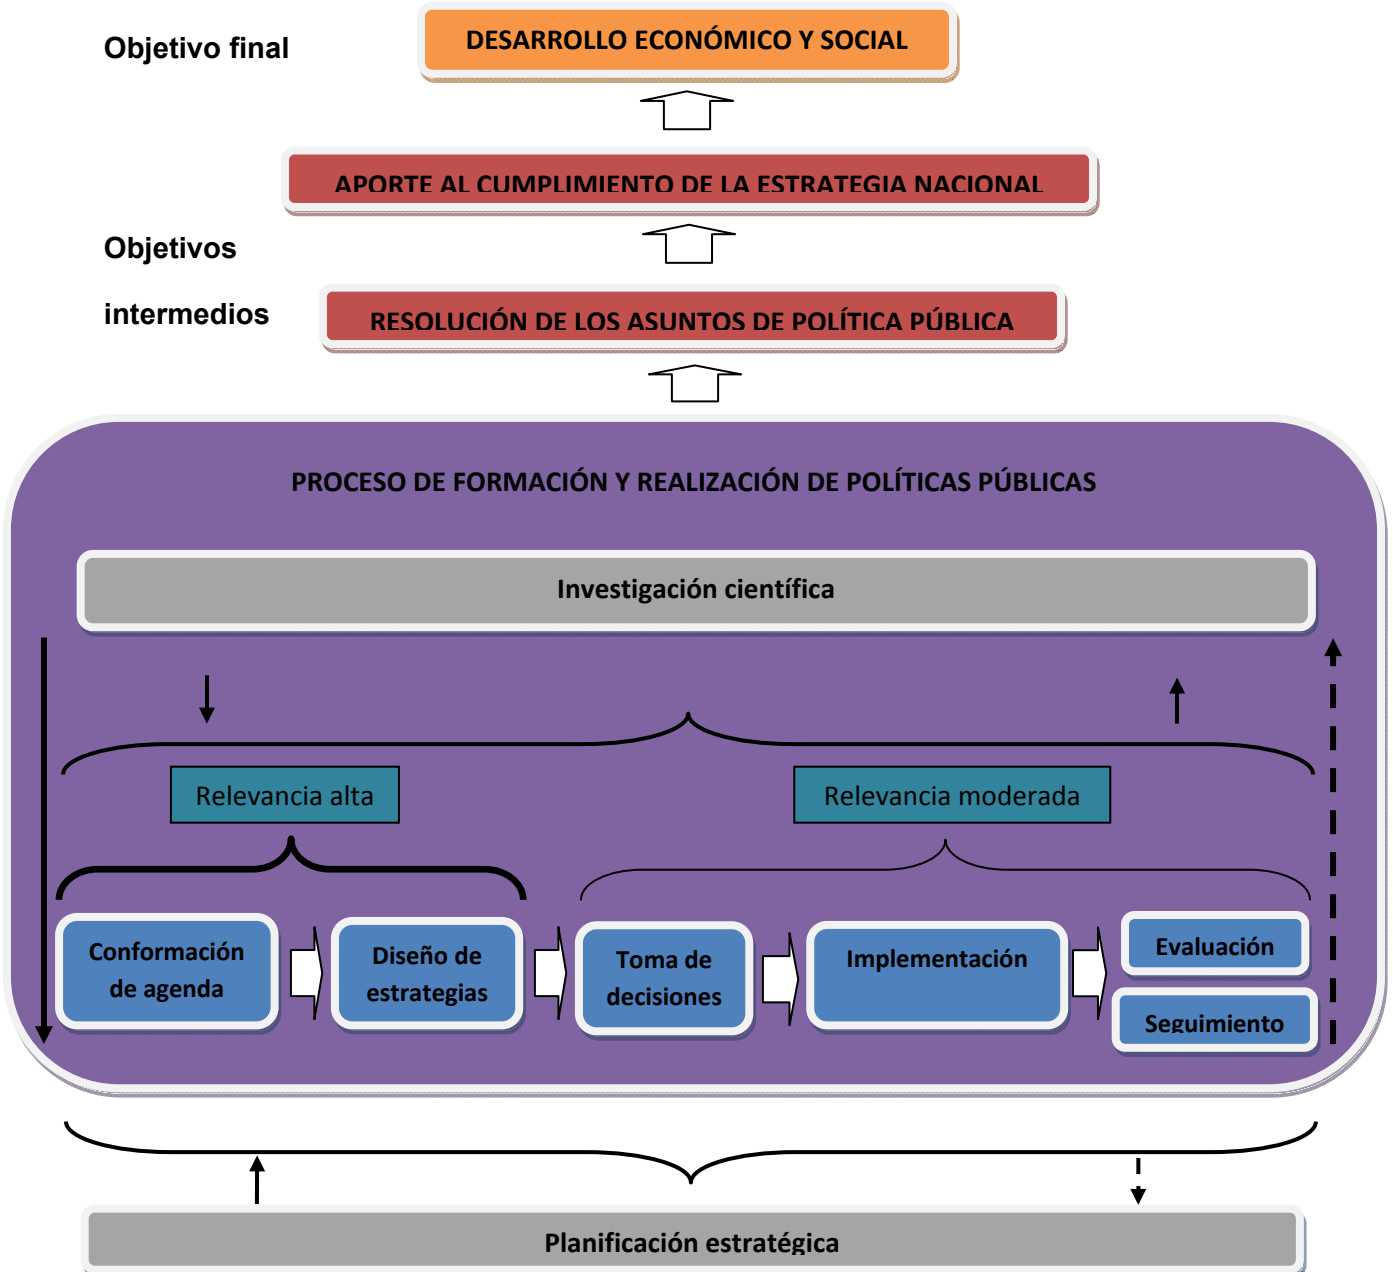 Objetivo final
DESARROLLO ECONÓMICO Y SOCIAL
APORTE AL CUMPLIMIENTO DE LA ESTRATEGIA NACIONAL
Objetivos
intermedios
RESOLUCIÓN DE LOS ASUNTOS DE POLÍTICA PÚBLICA
PROCESO DE FORMACIÓN Y REALIZACIÓN DE POLÍTICAS PÚBLICAS
Investigación científica
Relevancia alta
Relevancia moderada
Conformación
de agenda
Diseño de
estrategias
Toma de
decisiones
Implementación
Evaluación
Seguimiento
Planificación estratégica